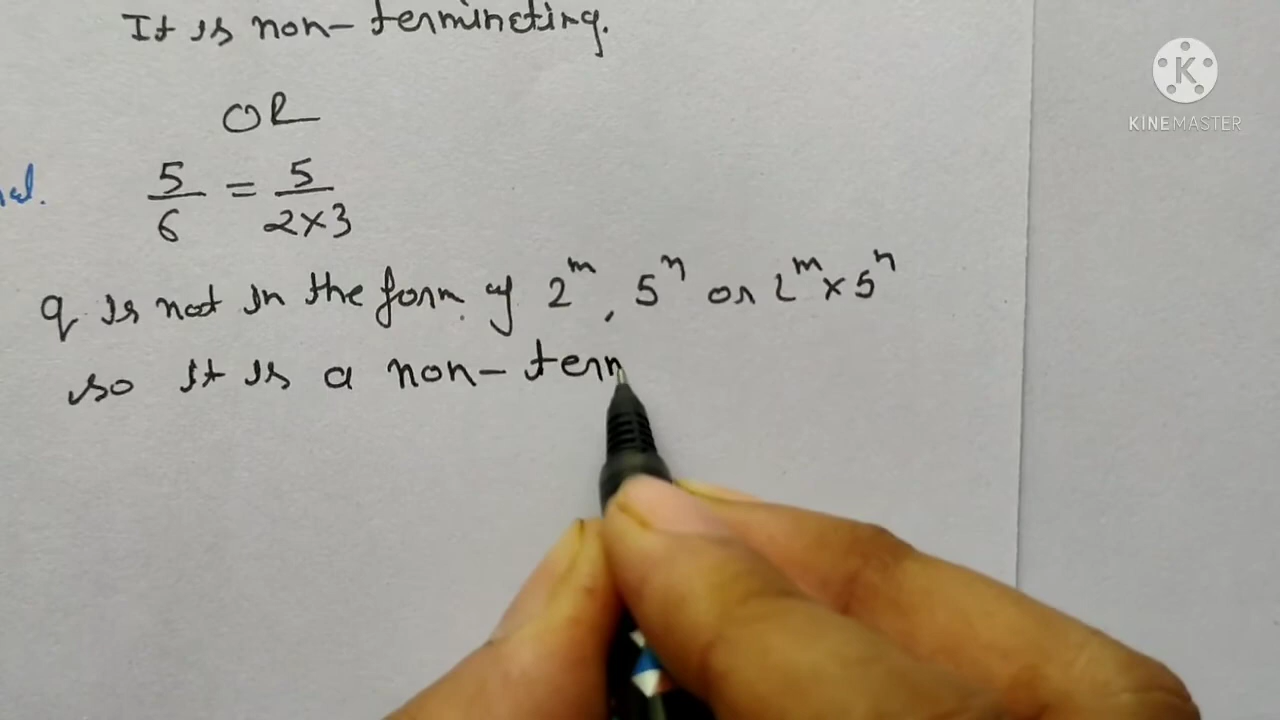 It is non-termineting.
OR
5/6 = 5/2×3
q is not in the form of 2^m, 5^n or 2^m × 5^n
so it is a non-term
K
KINEMASTER